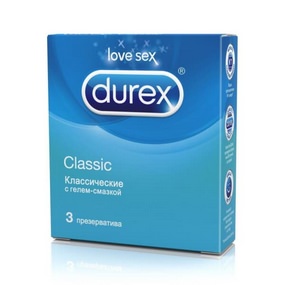 love sex
durex®
Classic
Классические
с гелем-смазкой
3 презерватива